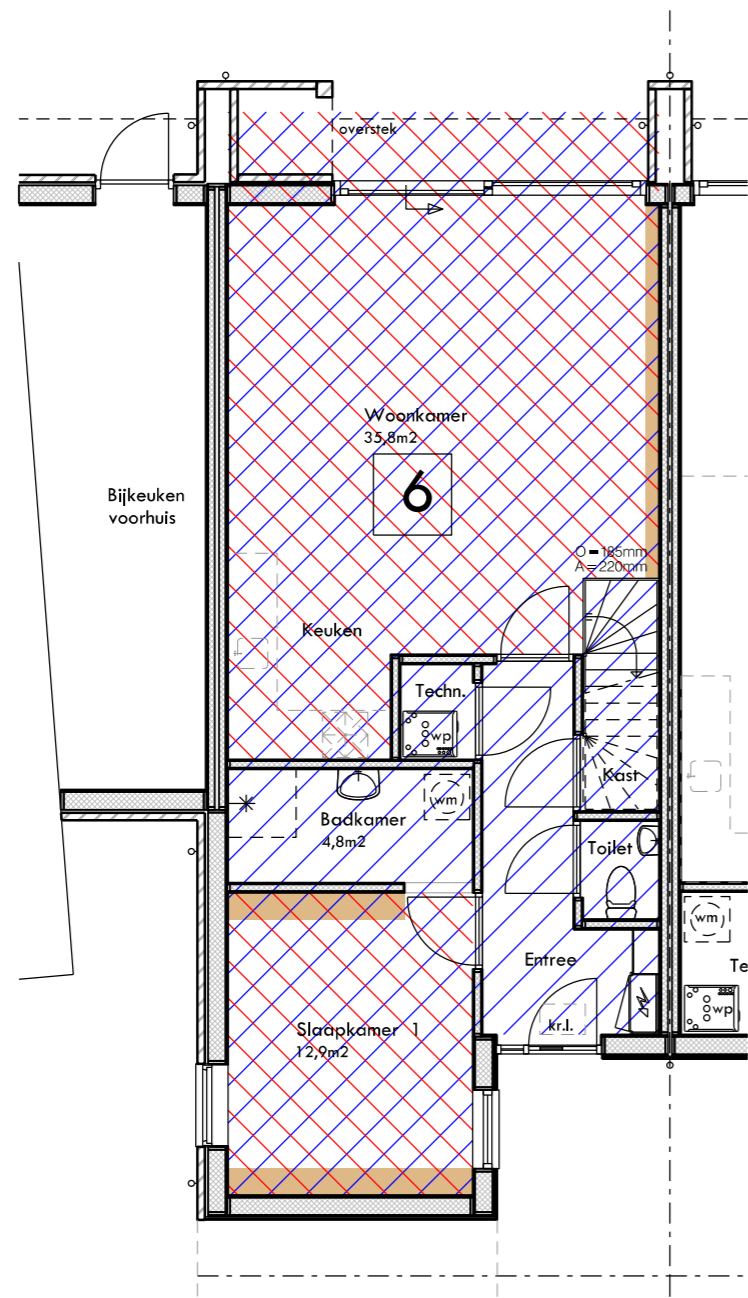 overstek
Woonkamer
35,8m2
6
Bijkeuken
voorhuis
O = 185mm
A = 220mm
Keuken
Techn.
wp
Kast
wm
Badkamer
4,8m2
Toilet
wm
Te
Entree
wp
kr.l.
Slaapkamer 1
12,9m2